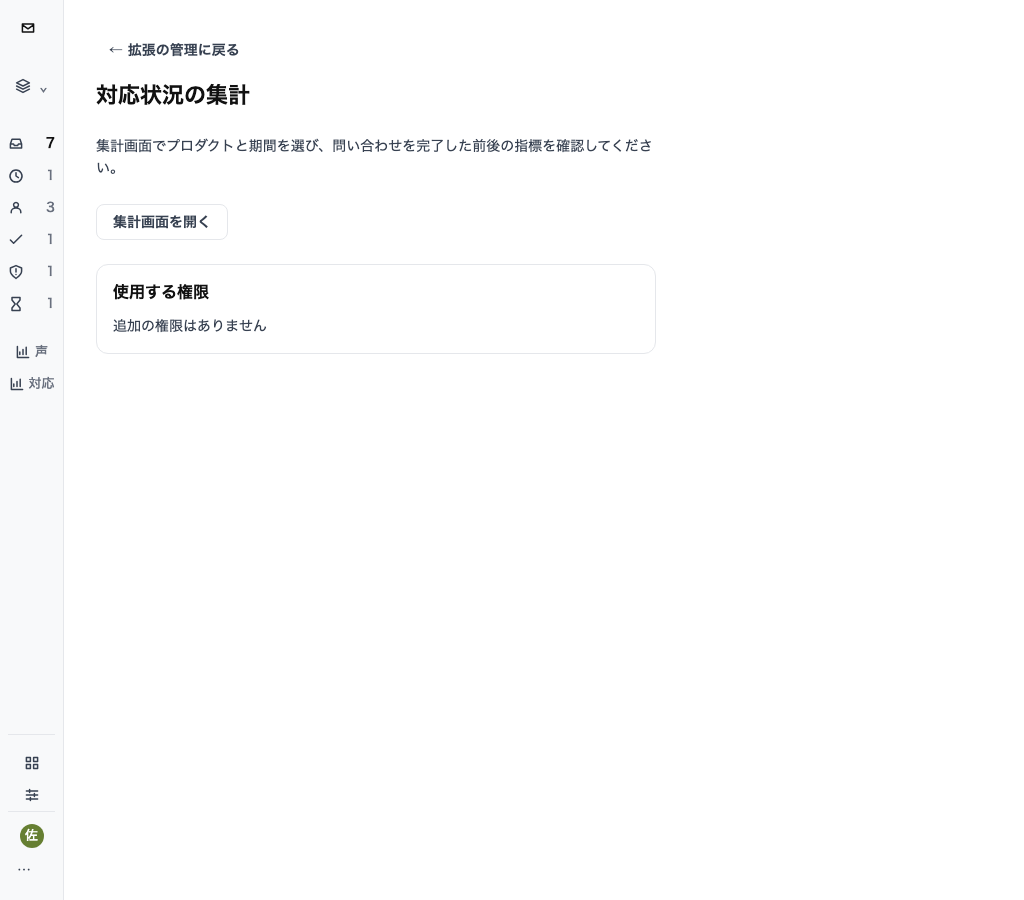 ← 拡張の管理に戻る
対応状況の集計
集計画面でプロダクトと期間を選び、問い合わせを完了した前後の指標を確認してくださ
い。
集計画面を開く
使用する権限
追加の権限はありません
7
1
3
1
1
1
声
対応
佐
…